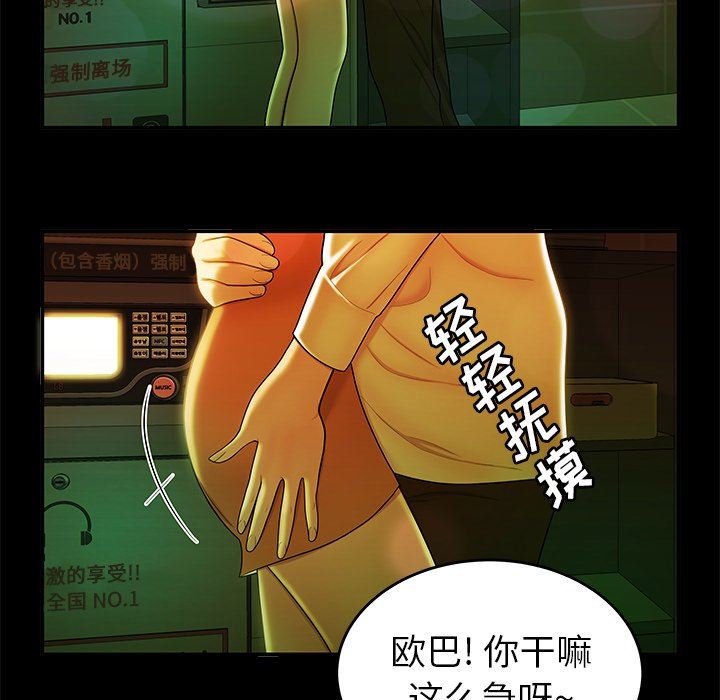 的享受!!
NO.1
强制离场
（包含香烟）强制
MUSIC
轻轻抚摸
激的享受!!
全国 NO.1
欧巴! 你干嘛
这么急呀~